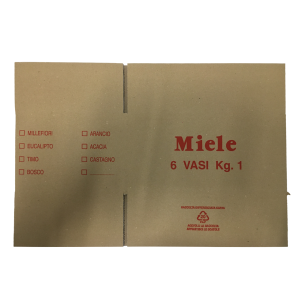 MILLEFIORI
EUCALIPTO
TIMO
BOSCO
ARANCIO
ACACIA
CASTAGNO
Miele
6 VASI Kg. 1